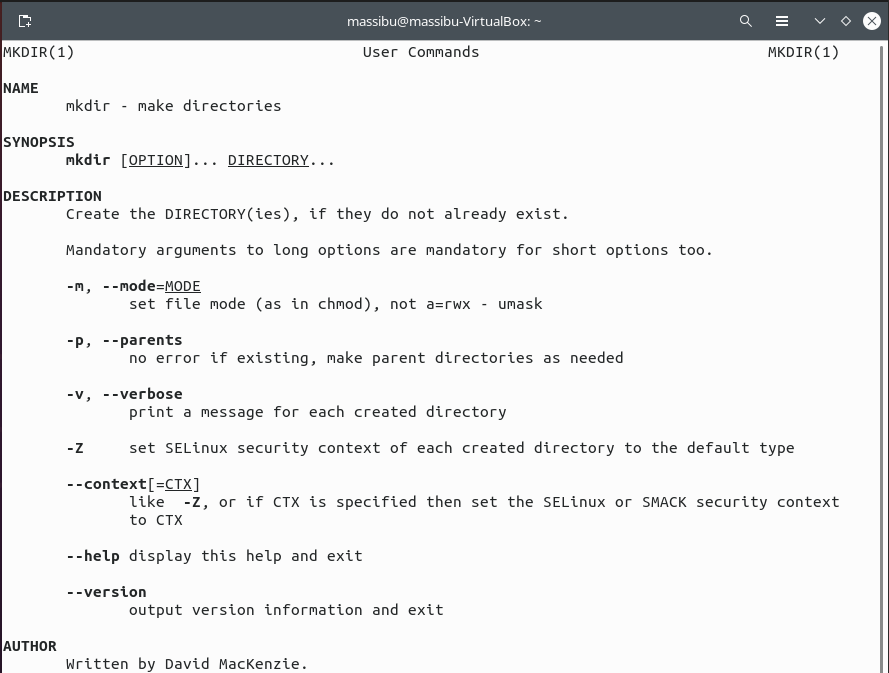 massibu@massibu-VirtualBox: ~
MKDIR(1) User Commands MKDIR(1)
NAME
mkdir - make directories
SYNOPSIS
mkdir [OPTION]... DIRECTORY...
DESCRIPTION
Create the DIRECTORY(ies), if they do not already exist.
Mandatory arguments to long options are mandatory for short options too.
-m, --mode=MODE
set file mode (as in chmod), not a=rwx - umask
-p, --parents
no error if existing, make parent directories as needed
-v, --verbose
print a message for each created directory
-Z set SELinux security context of each created directory to the default type
--context[=CTX]
like -Z, or if CTX is specified then set the SELinux or SMACK security context
to CTX
--help display this help and exit
--version
output version information and exit
AUTHOR
Written by David MacKenzie.